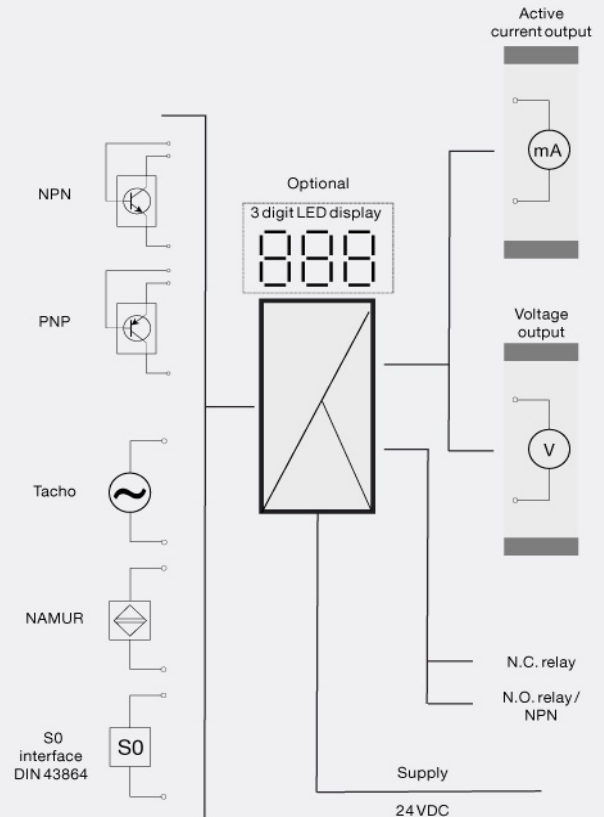 Active
current output
mA
NPN
Optional
3 digit LED display
888
PNP
Voltage
output
V
Tacho
NAMUR
N.C. relay
N.O. relay /
NPN
S0
interface
DIN 43864
S0
Supply
24 VDC